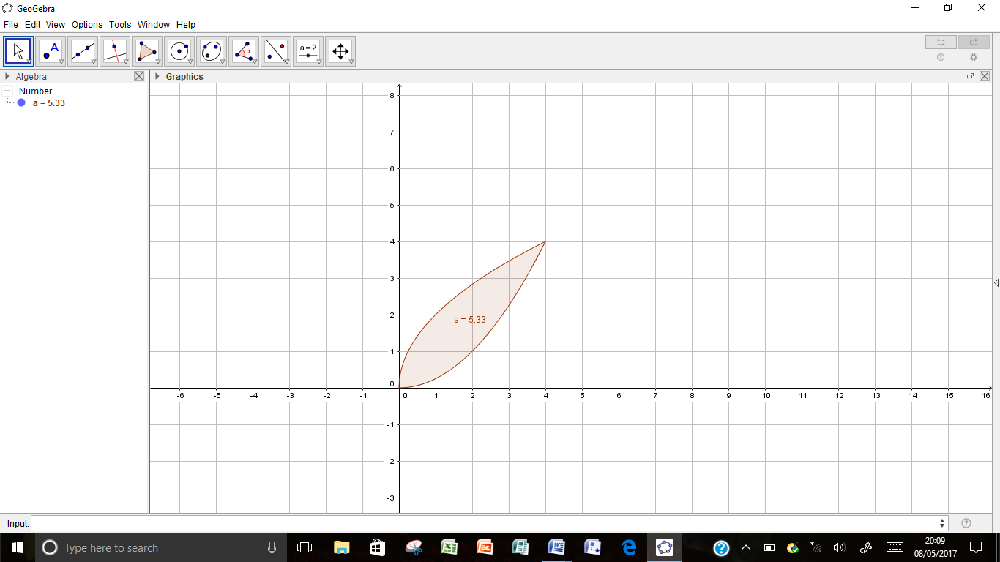 GeoGebra
File Edit View Options Tools Window Help
A
α
a=2
Algebra
Graphics
Number
a = 5.33
8
7
6
5
4
3
2
1
0
-1
-2
-3
-6 -5 -4 -3 -2 -1 0 1 2 3 4 5 6 7 8 9 10 11 12 13 14 15 16
a = 5.33
Input:
Type here to search
20:09
08/05/2017